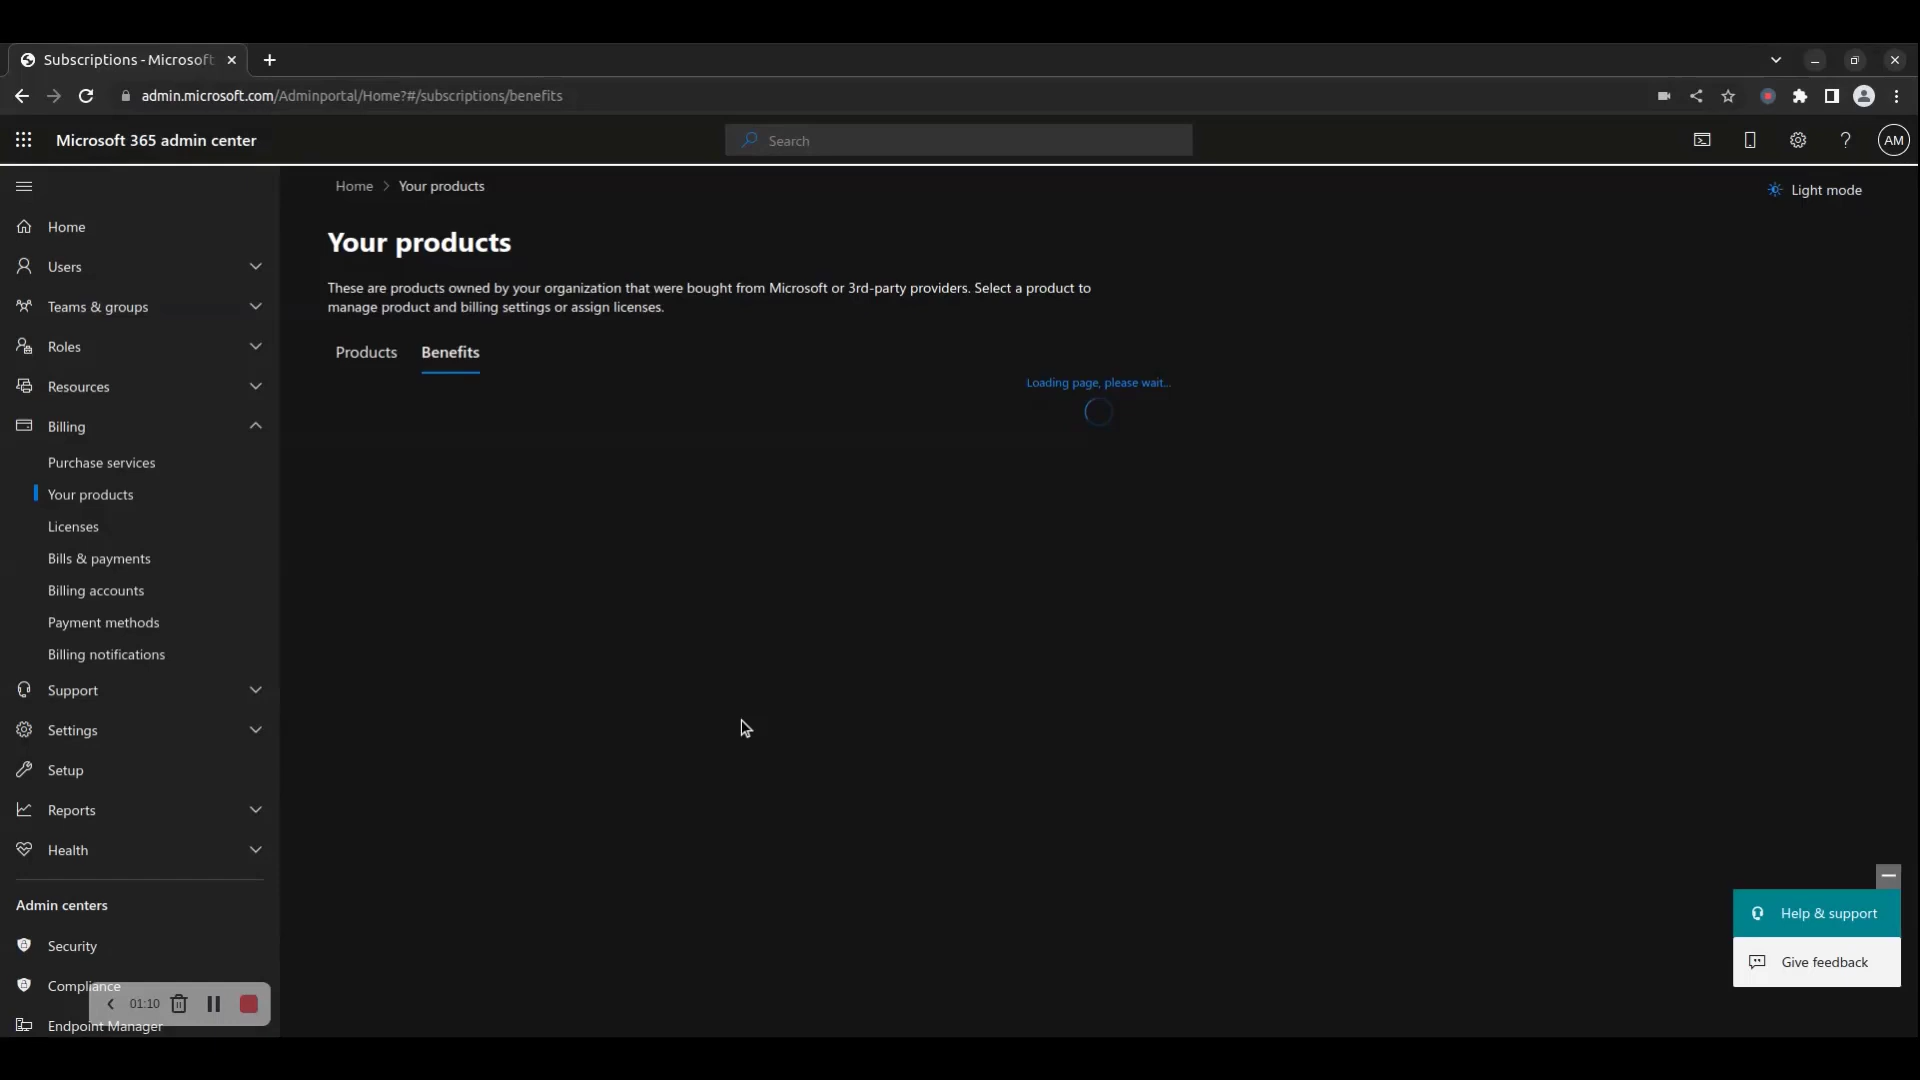 Subscriptions - Microsoft
admin.microsoft.com/Adminportal/Home?#/subscriptions/benefits
Microsoft 365 admin center
Search
AM
Home > Your products
Light mode
Home
Users
Teams & groups
Roles
Resources
Billing
Purchase services
Your products
Licenses
Bills & payments
Billing accounts
Payment methods
Billing notifications
Support
Settings
Setup
Reports
Health
Admin centers
Security
Compliance
Endpoint Manager
01:10
Your products
These are products owned by your organization that were bought from Microsoft or 3rd-party providers. Select a product to
manage product and billing settings or assign licenses.
Products Benefits
Loading page, please wait...
Help & support
Give feedback